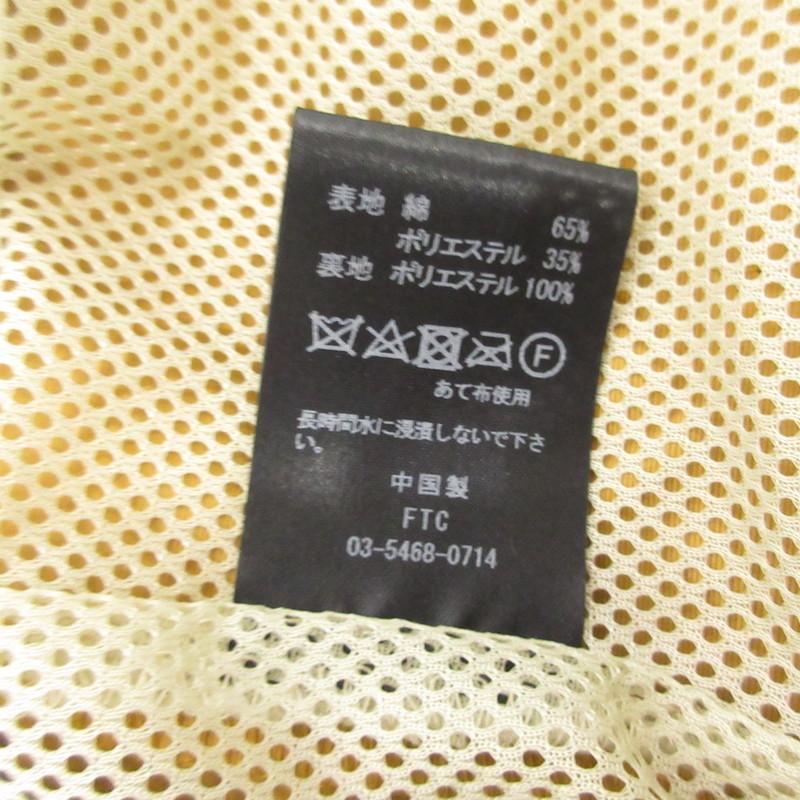 表地 綿 65%
ポリエステル 35%
裏地 ポリエステル 100%
F
あて布使用
長時間水に浸漬しないで下さ
い。
中国製
FTC
03-5468-0714